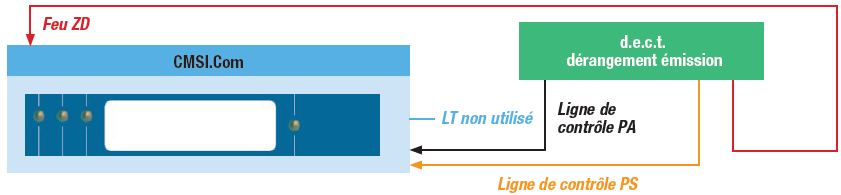 Feu ZD
CMSI.Com
d.e.c.t.
dérangement émission
LT non utilisé
Ligne de
contrôle PA
Ligne de contrôle PS